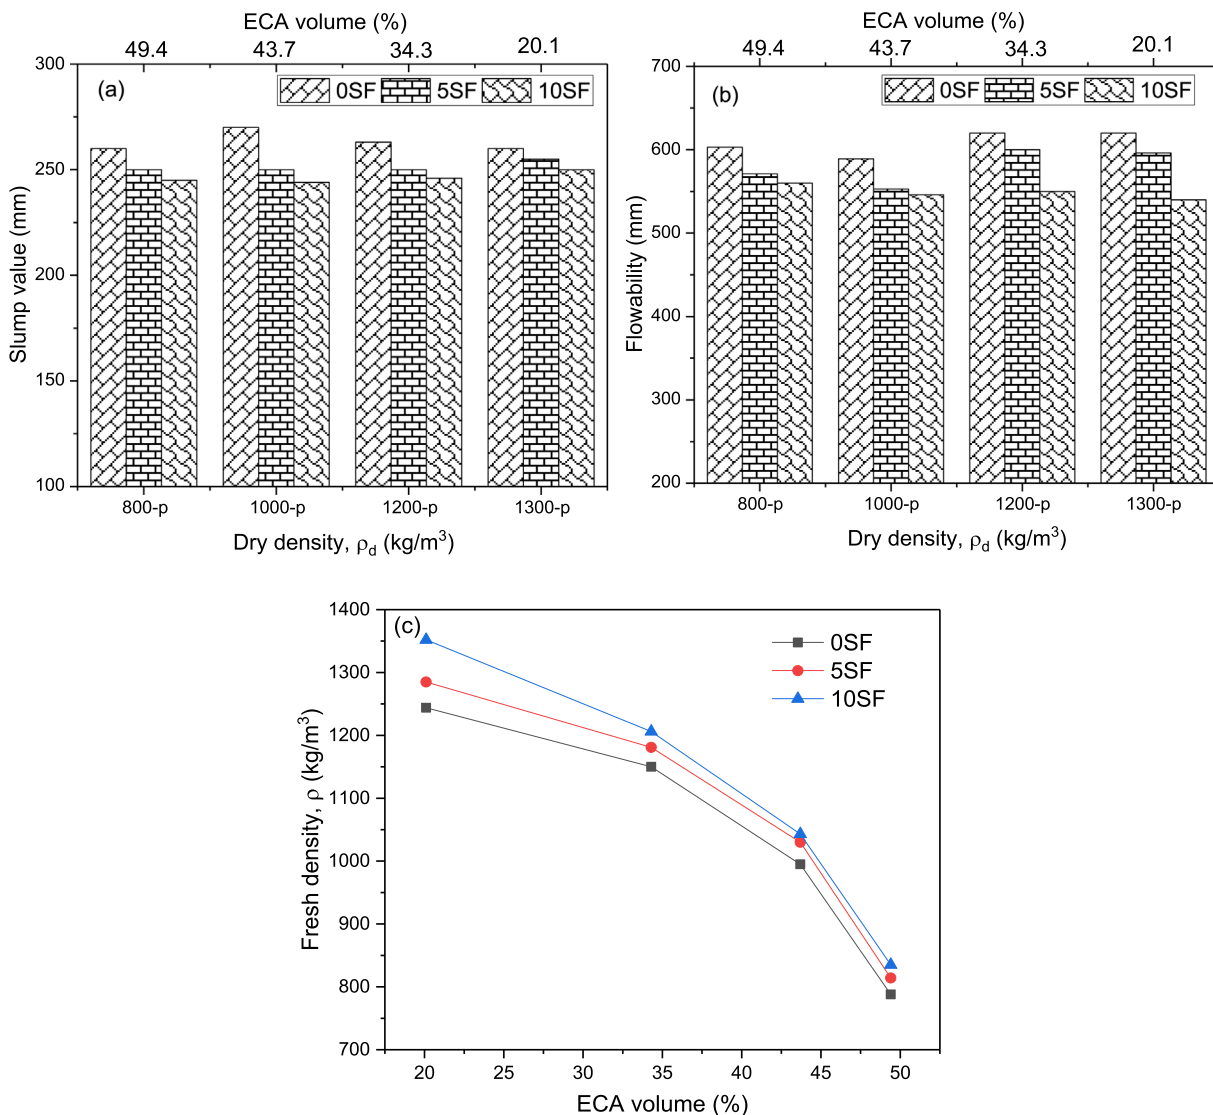 ECA volume (%)
49.4 43.7 34.3 20.1
300
(a)
0SF 5SF 10SF
250
200
150
100
Slump value (mm)
800-p 1000-p 1200-p 1300-p
Dry density, ρd (kg/m³)
ECA volume (%)
49.4 43.7 34.3 20.1
700
(b)
0SF 5SF 10SF
600
500
400
300
200
Flowability (mm)
800-p 1000-p 1200-p 1300-p
Dry density, ρd (kg/m³)
1400
(c)
0SF
5SF
10SF
1300
1200
1100
1000
900
800
700
Fresh density, ρ (kg/m³)
20 25 30 35 40 45 50
ECA volume (%)